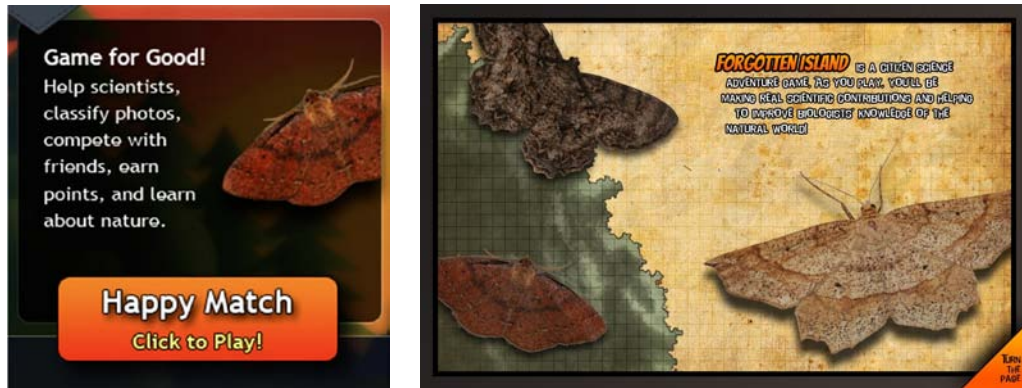 Game for Good!
Help scientists,
classify photos,
compete with
friends, earn
points, and learn
about nature.
Happy Match
Click to Play!
FORGOTTEN ISLAND IS A CITIZEN SCIENCE
ADVENTURE GAME. AS YOU PLAY, YOU'LL BE
MAKING REAL SCIENTIFIC CONTRIBUTIONS AND HELPING
TO IMPROVE BIOLOGISTS' KNOWLEDGE OF THE
NATURAL WORLD!
TURN
THE
PAGE